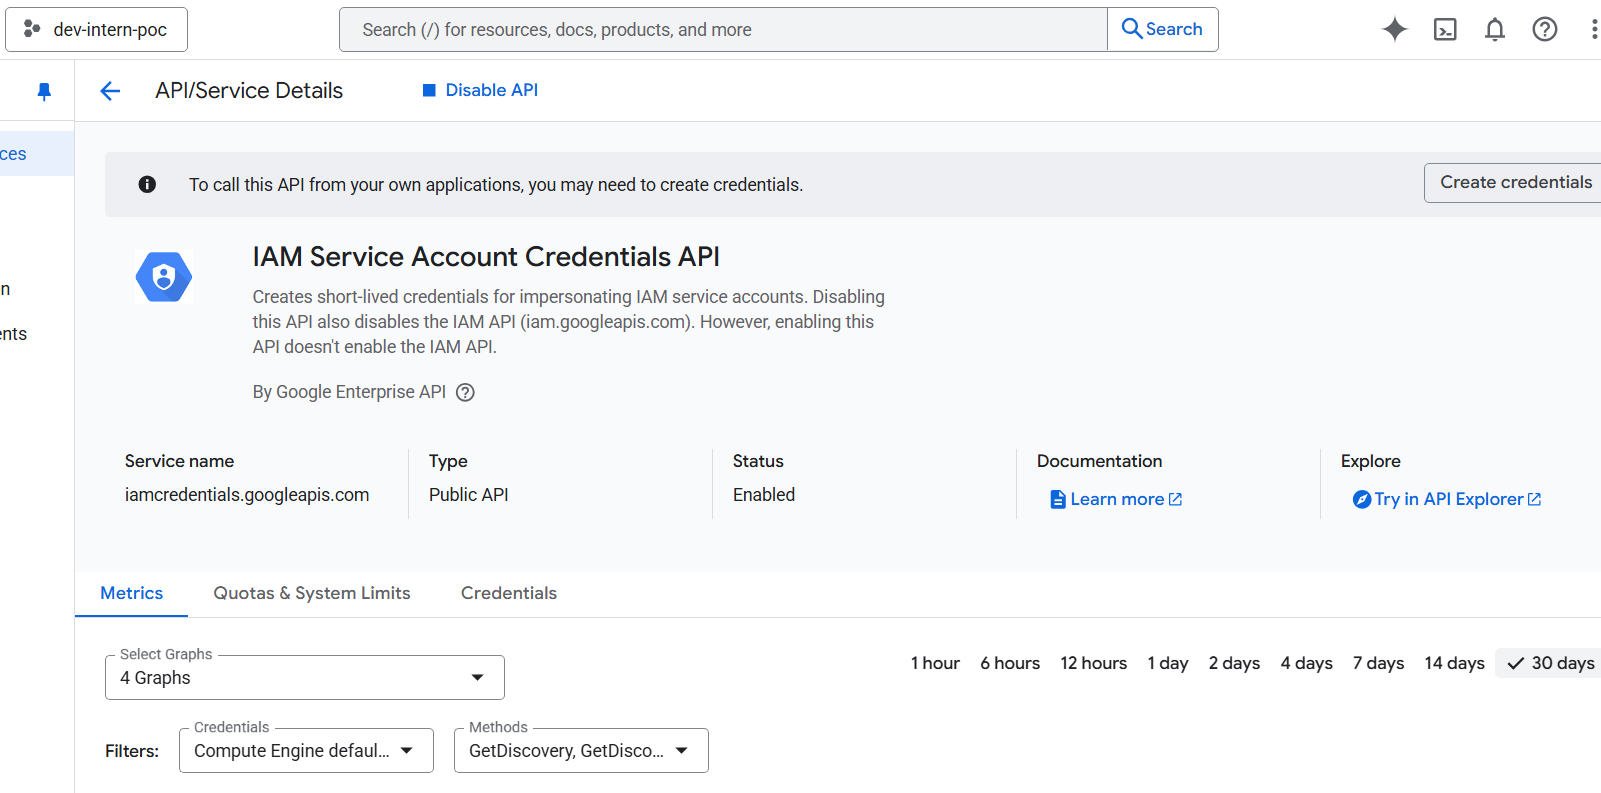 dev-intern-poc
Search (/) for resources, docs, products, and more
Search
API/Service Details
Disable API
ces
To call this API from your own applications, you may need to create credentials.
Create credentials
IAM Service Account Credentials API
Creates short-lived credentials for impersonating IAM service accounts. Disabling
this API also disables the IAM API (iam.googleapis.com). However, enabling this
API doesn't enable the IAM API.
n
ents
By Google Enterprise API
Service name
iamcredentials.googleapis.com
Type
Public API
Status
Enabled
Documentation
Learn more
Explore
Try in API Explorer
Metrics
Quotas & System Limits
Credentials
Select Graphs
4 Graphs
1 hour
6 hours
12 hours
1 day
2 days
4 days
7 days
14 days
30 days
Filters:
Credentials
Compute Engine defaul...
Methods
GetDiscovery, GetDisco...